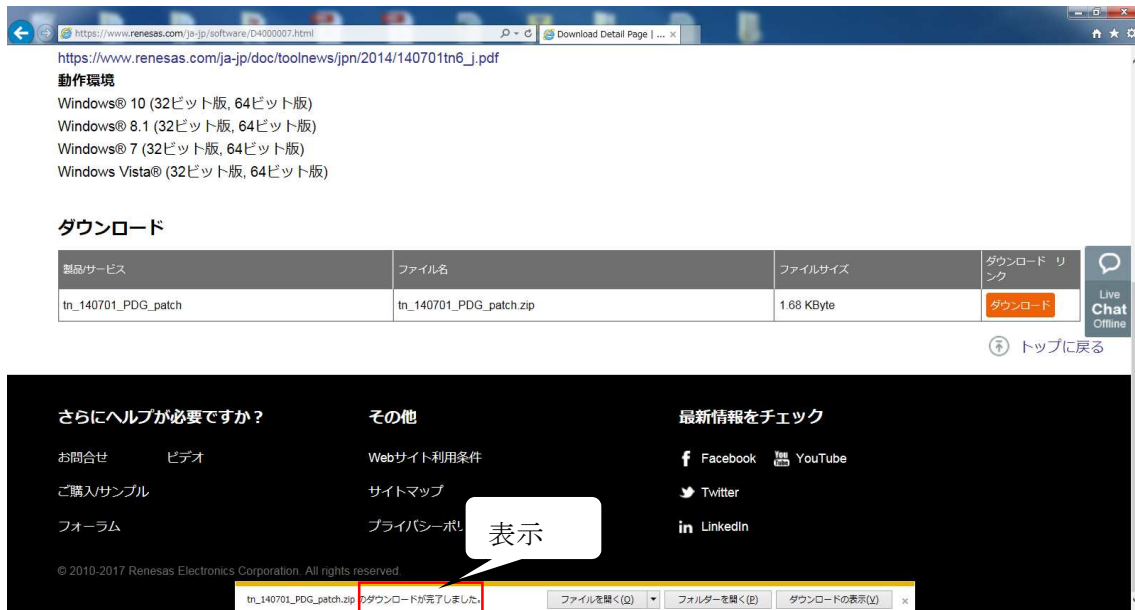 https://www.renesas.com/ja-jp/software/D4000007.html
Download Detail Page | ...
https://www.renesas.com/ja-jp/doc/toolnews/jpn/2014/140701tn6_j.pdf
動作環境
Windows® 10 (32ビット版, 64ビット版)
Windows® 8.1 (32ビット版, 64ビット版)
Windows® 7 (32ビット版, 64ビット版)
Windows Vista® (32ビット版, 64ビット版)
ダウンロード
製品/サービス ファイル名 ファイルサイズ ダウンロード リ
ンク
tn_140701_PDG_patch tn_140701_PDG_patch.zip 1.68 KByte ダウンロード
Live
Chat
Offline
トップに戻る
さらにヘルプが必要ですか？ その他 最新情報をチェック
お問合せ ビデオ Webサイト利用条件 Facebook YouTube
ご購入/サンプル サイトマップ Twitter
フォーラム プライバシーポリ LinkedIn
表示
© 2010-2017 Renesas Electronics Corporation. All rights reserved.
tn_140701_PDG_patch.zip のダウンロードが完了しました。 ファイルを開く(O) フォルダーを開く(P) ダウンロードの表示(V)